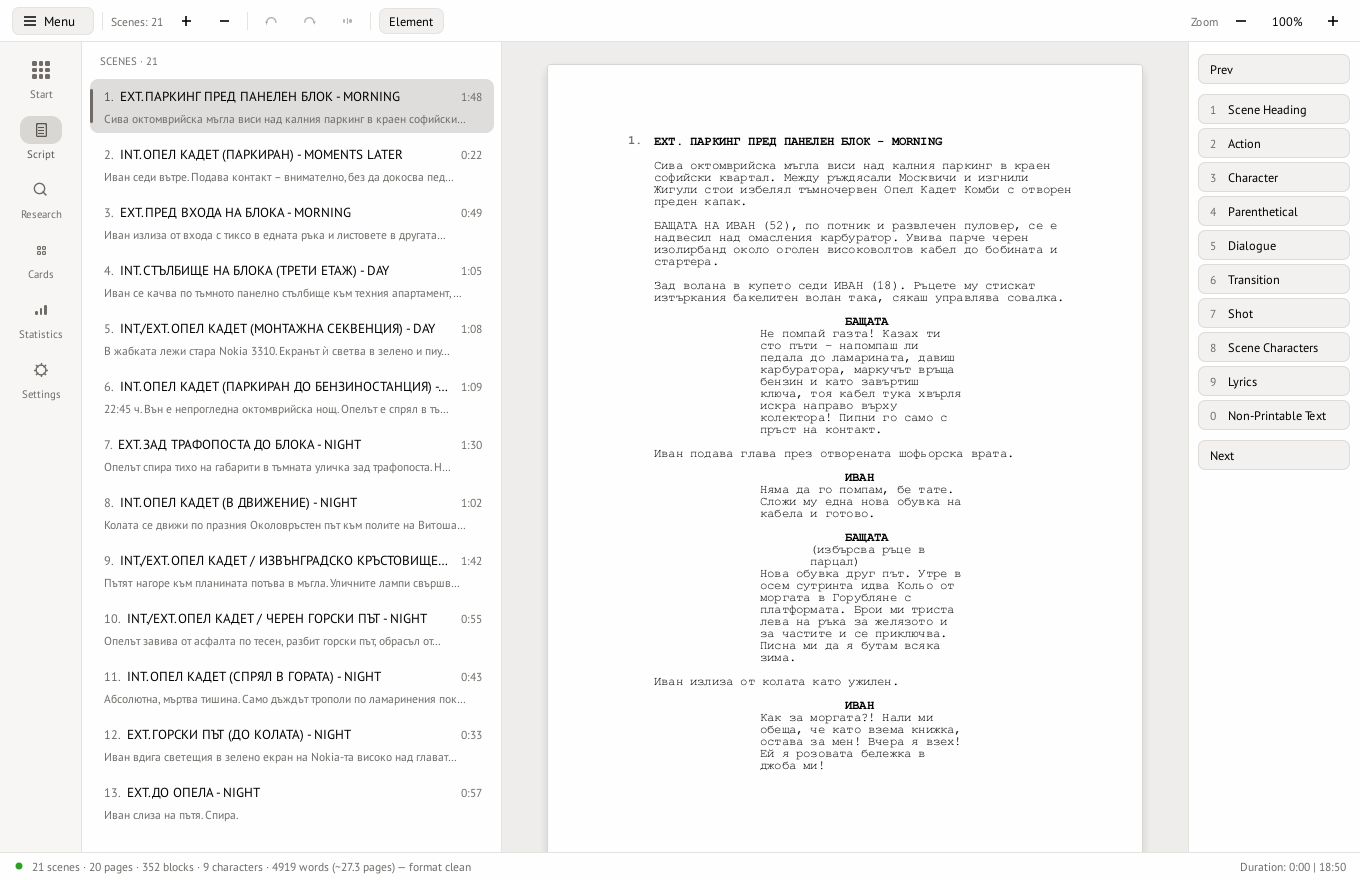 Menu
Scenes: 21
Element
Zoom
100%
Start
Script
Research
Cards
Statistics
Settings
SCENES · 21
1. EXT.ПАРКИНГ ПРЕД ПАНЕЛЕН БЛОК - MORNING 1:48
Сива октомврийска мъгла виси над калния паркинг в краен софийски…
2. INT.ОПЕЛ КАДЕТ (ПАРКИРАН) - MOMENTS LATER 0:22
Иван седи вътре. Подава контакт – внимателно, без да докосва пед…
3. EXT.ПРЕД ВХОДА НА БЛОКА - MORNING 0:49
Иван излиза от входа с тиксо в едната ръка и листовете в другата…
4. INT.СТЪЛБИЩЕ НА БЛОКА (ТРЕТИ ЕТАЖ) - DAY 1:05
Иван се качва по тъмното панелно стълбище към техния апартамент, …
5. INT./EXT.ОПЕЛ КАДЕТ (МОНТАЖНА СЕКВЕНЦИЯ) - DAY 1:08
В жабката лежи стара Nokia 3310. Екранът ѝ светва в зелено и пиу…
6. INT.ОПЕЛ КАДЕТ (ПАРКИРАН ДО БЕНЗИНОСТАНЦИЯ) -… 1:09
22:45 ч. Вън е непрогледна октомврийска нощ. Опелът е спрял в тъ…
7. EXT.ЗАД ТРАФОПОСТА ДО БЛОКА - NIGHT 1:30
Опелът спира тихо на габарити в тъмната уличка зад трафопоста. Н…
8. INT.ОПЕЛ КАДЕТ (В ДВИЖЕНИЕ) - NIGHT 1:02
Колата се движи по празния Околовръстен път към полите на Витоша…
9. INT./EXT.ОПЕЛ КАДЕТ / ИЗВЪНГРАДСКО КРЪСТОВИЩЕ… 1:42
Пътят нагоре към планината потъва в мъгла. Уличните лампи свършв…
10. INT./EXT.ОПЕЛ КАДЕТ / ЧЕРЕН ГОРСКИ ПЪТ - NIGHT 0:55
Опелът завива от асфалта по тесен, разбит горски път, обрасъл от…
11. INT.ОПЕЛ КАДЕТ (СПРЯЛ В ГОРАТА) - NIGHT 0:43
Абсолютна, мъртва тишина. Само дъждът трополи по ламаринения пок…
12. EXT.ГОРСКИ ПЪТ (ДО КОЛАТА) - NIGHT 0:33
Иван вдига светещия в зелено екран на Nokia-та високо над глават…
13. EXT.ДО ОПЕЛА - NIGHT 0:57
Иван слиза на пътя. Спира.
1. EXT. ПАРКИНГ ПРЕД ПАНЕЛЕН БЛОК - MORNING
Сива октомврийска мъгла виси над калния паркинг в краен
софийски квартал. Между ръждясали Москвичи и изгнили
Жигули стои избелял тъмночервен Опел Кадет Комби с отворен
преден капак.
БАЩАТА НА ИВАН (52), по потник и развлечен пуловер, се е
надвесил над омасления карбуратор. Увива парче черен
изолирбанд около оголен високоволтов кабел до бобината и
стартера.
Зад волана в купето седи ИВАН (18). Ръцете му стискат
изтъркания бакелитен волан така, сякаш управлява совалка.
БАЩАТА
Не помпай газта! Казах ти
сто пъти – напомпаш ли
педала до ламарината, давиш
карбуратора, маркучът връща
бензин и като завъртиш
ключа, тоя кабел тука хвърля
искра направо върху
колектора! Пипни го само с
пръст на контакт.
Иван подава глава през отворената шофьорска врата.
ИВАН
Няма да го помпам, бе тате.
Сложи му една нова обувка на
кабела и готово.
БАЩАТА
(избърсва ръце в
парцал)
Нова обувка друг път. Утре в
осем сутринта идва Кольо от
моргата в Горубляне с
платформата. Брои ми триста
лева на ръка за желязото и
за частите и се приключва.
Писна ми да я бутам всяка
зима.
Иван излиза от колата като ужилен.
ИВАН
Как за моргата?! Нали ми
обеща, че като взема книжка,
остава за мен! Вчера я взех!
Ей я розовата бележка в
джоба ми!
Prev
1 Scene Heading
2 Action
3 Character
4 Parenthetical
5 Dialogue
6 Transition
7 Shot
8 Scene Characters
9 Lyrics
0 Non-Printable Text
Next
21 scenes · 20 pages · 352 blocks · 9 characters · 4919 words (~27.3 pages) — format clean
Duration: 0:00 | 18:50